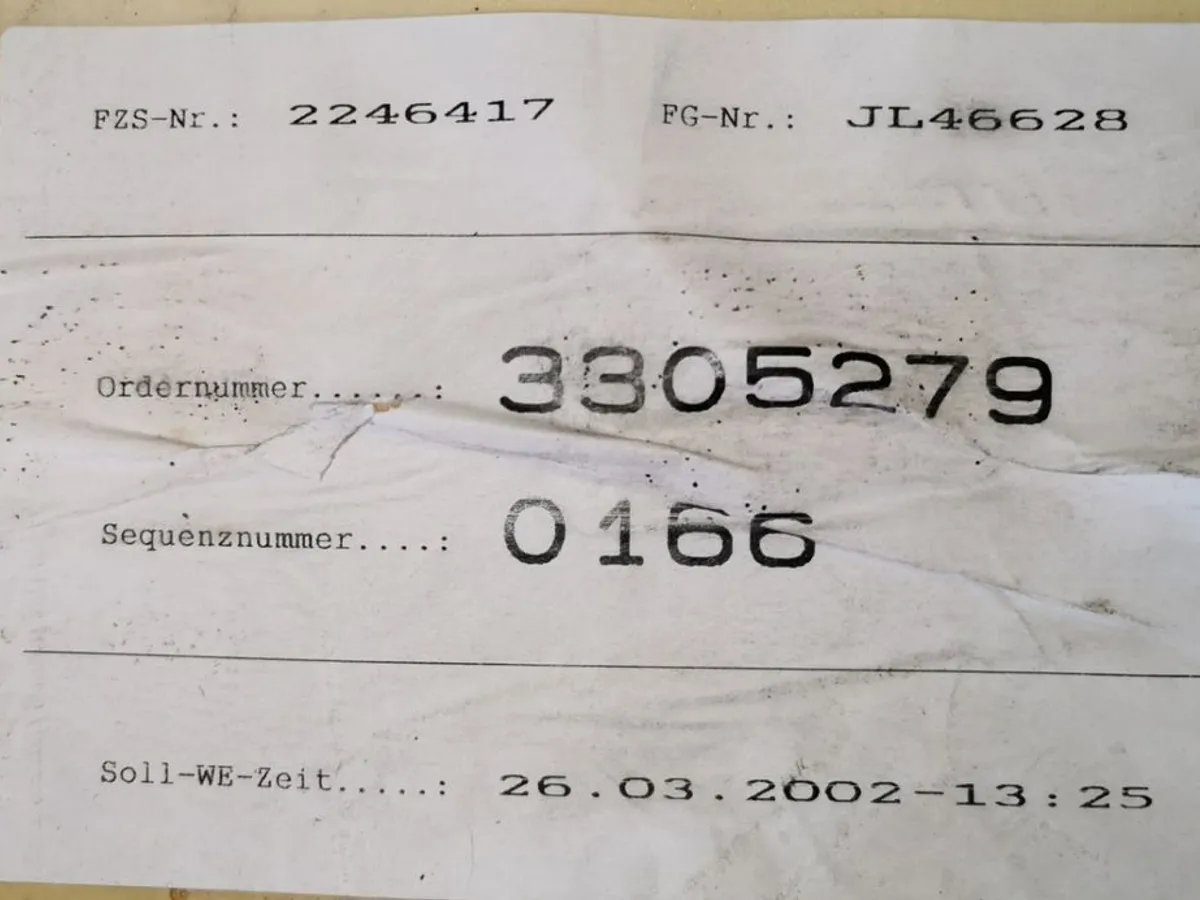 FZS-Nr.: 2246417 FG-Nr.: JL46628
Ordernummer......: 3305279
Sequenznummer....: 0166
Soll-WE-Zeit.....: 26.03.2002-13:25